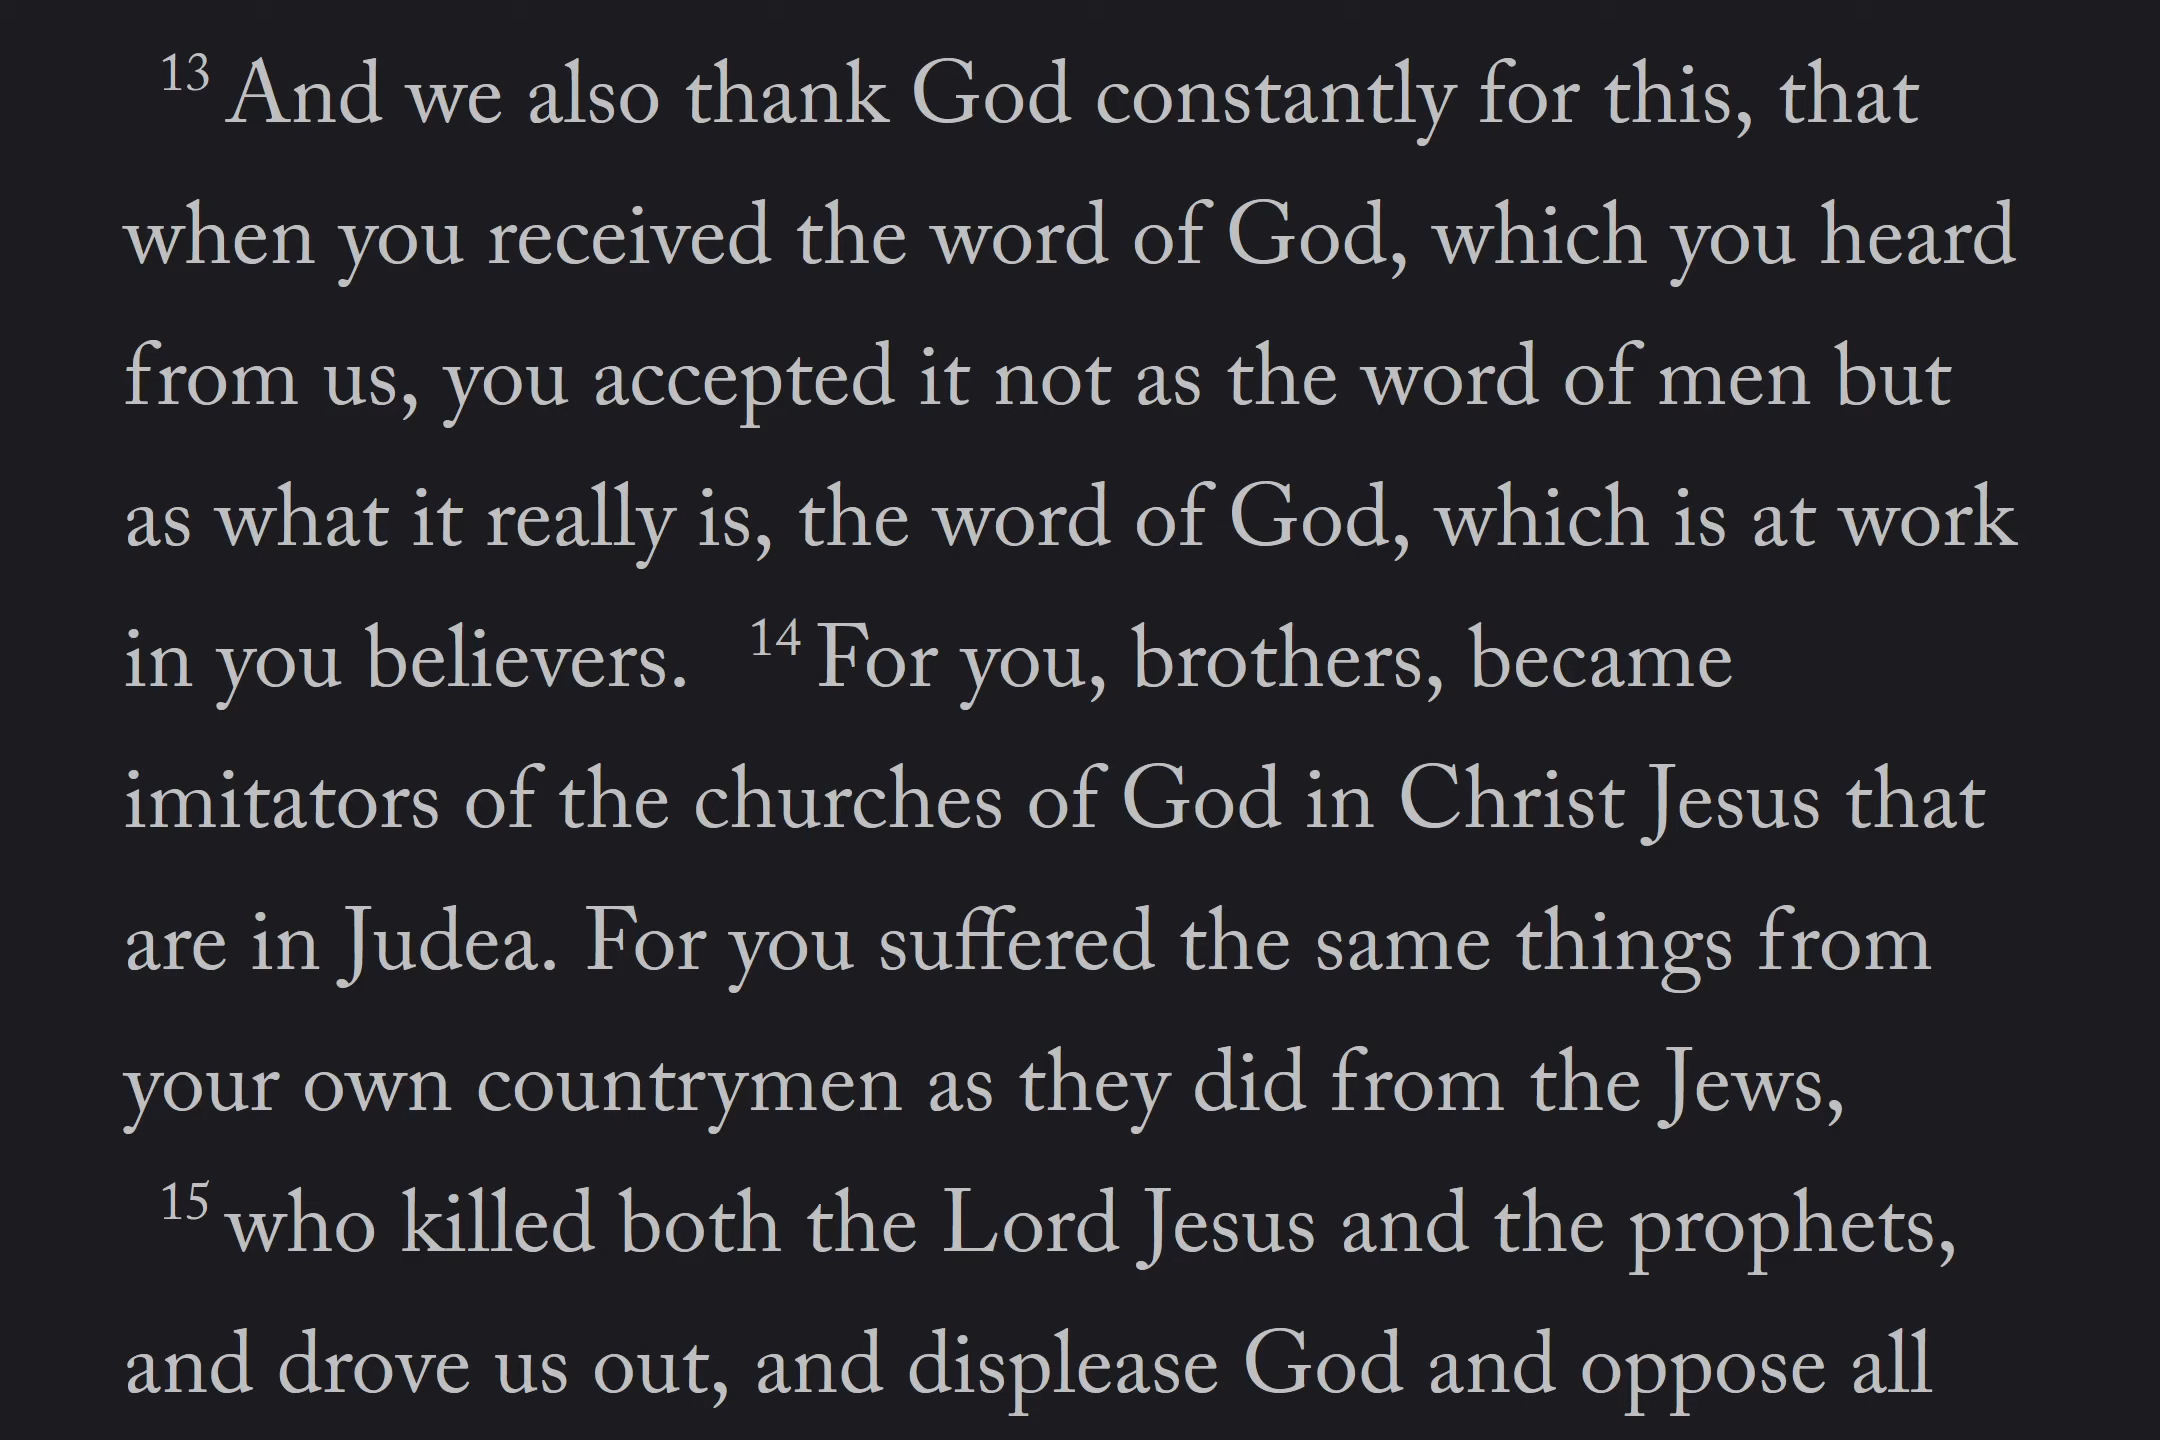 13 And we also thank God constantly for this, that
when you received the word of God, which you heard
from us, you accepted it not as the word of men but
as what it really is, the word of God, which is at work
in you believers. 14 For you, brothers, became
imitators of the churches of God in Christ Jesus that
are in Judea. For you suffered the same things from
your own countrymen as they did from the Jews,
15 who killed both the Lord Jesus and the prophets,
and drove us out, and displease God and oppose all